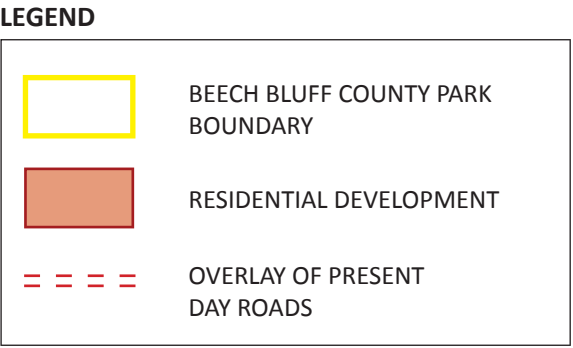 LEGEND
BEECH BLUFF COUNTY PARK
BOUNDARY
RESIDENTIAL DEVELOPMENT
OVERLAY OF PRESENT
DAY ROADS